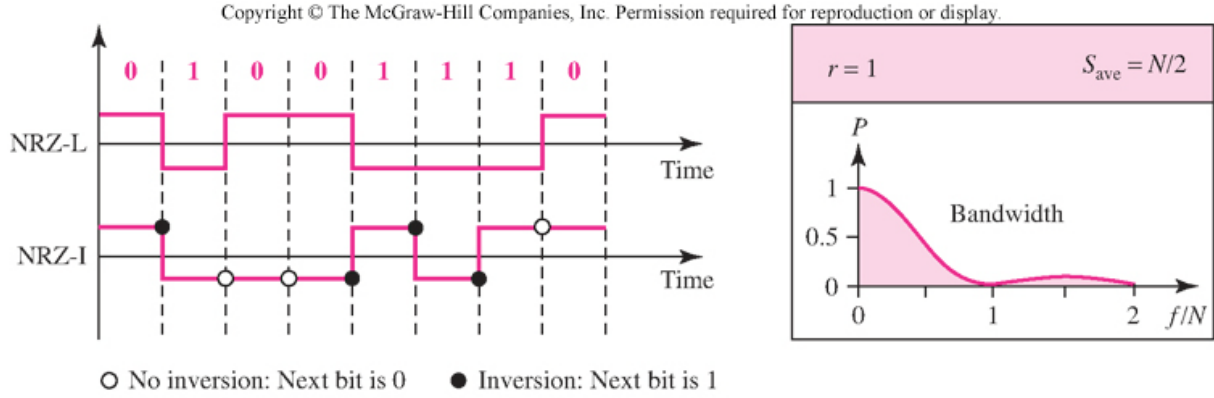 Copyright © The McGraw-Hill Companies, Inc. Permission required for reproduction or display.
0 1 0 0 1 1 1 0
NRZ-L
Time
NRZ-I
Time
○ No inversion: Next bit is 0 ● Inversion: Next bit is 1
r = 1 S_ave = N/2
P
1
Bandwidth
0.5
0
0 1 2 f/N